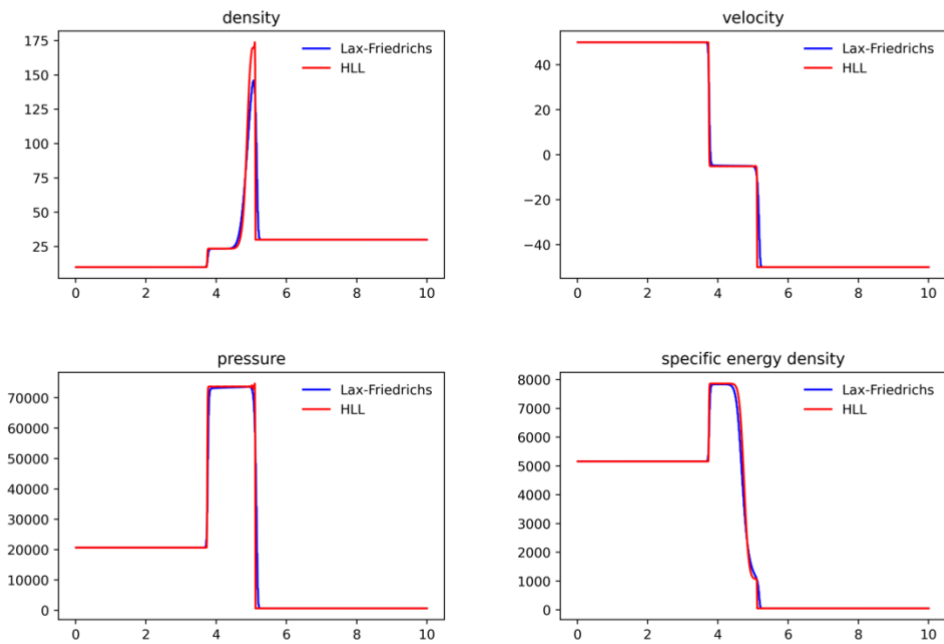 density
175
150
125
100
75
50
25
0 2 4 6 8 10
Lax-Friedrichs
HLL
velocity
40
20
0
−20
−40
0 2 4 6 8 10
Lax-Friedrichs
HLL
pressure
70000
60000
50000
40000
30000
20000
10000
0
0 2 4 6 8 10
Lax-Friedrichs
HLL
specific energy density
8000
7000
6000
5000
4000
3000
2000
1000
0
0 2 4 6 8 10
Lax-Friedrichs
HLL